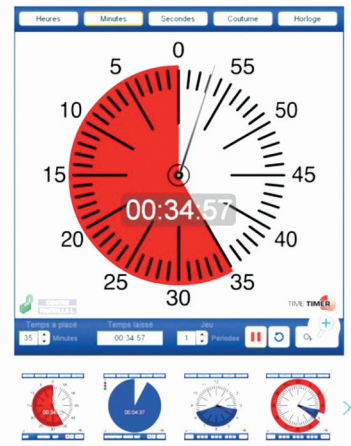 Heures Minutes Secondes Coutume Horloge
0
5 55
10 50
15 45
00:34:57
20 40
25 35
30
TIME TIMER
Temps a placé Temps laissé Jeu
35 Minutes 00:34:57 1 Périodes